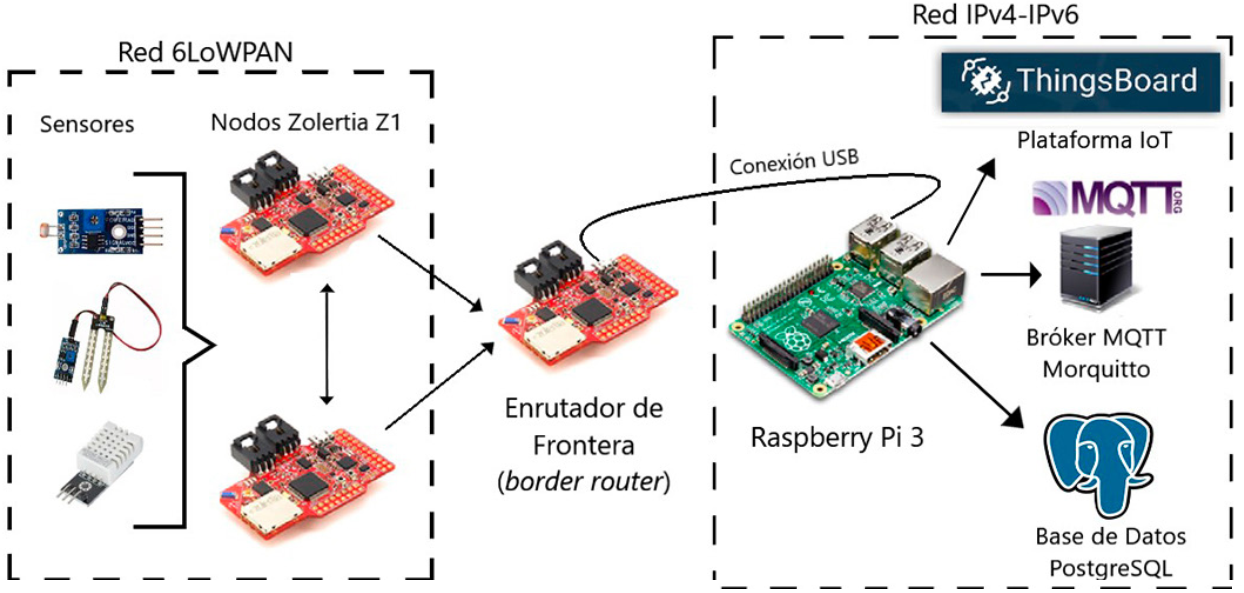 Red 6LoWPAN
Sensores
Nodos Zolertia Z1
Enrutador de
Frontera
(border router)
Conexión USB
Red IPv4-IPv6
ThingsBoard
Plataforma IoT
MQTT.ORG
Bróker MQTT
Morquitto
Raspberry Pi 3
Base de Datos
PostgreSQL